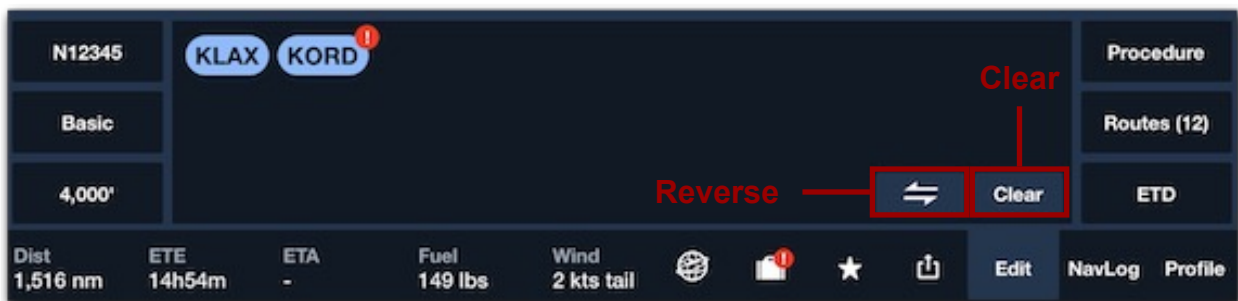 N12345
KLAX KORD !
Procedure
Clear
Basic
Routes (12)
4,000'
Reverse
Clear
ETD
Dist
1,516 nm
ETE
14h54m
ETA
-
Fuel
149 lbs
Wind
2 kts tail
!
Edit
NavLog
Profile